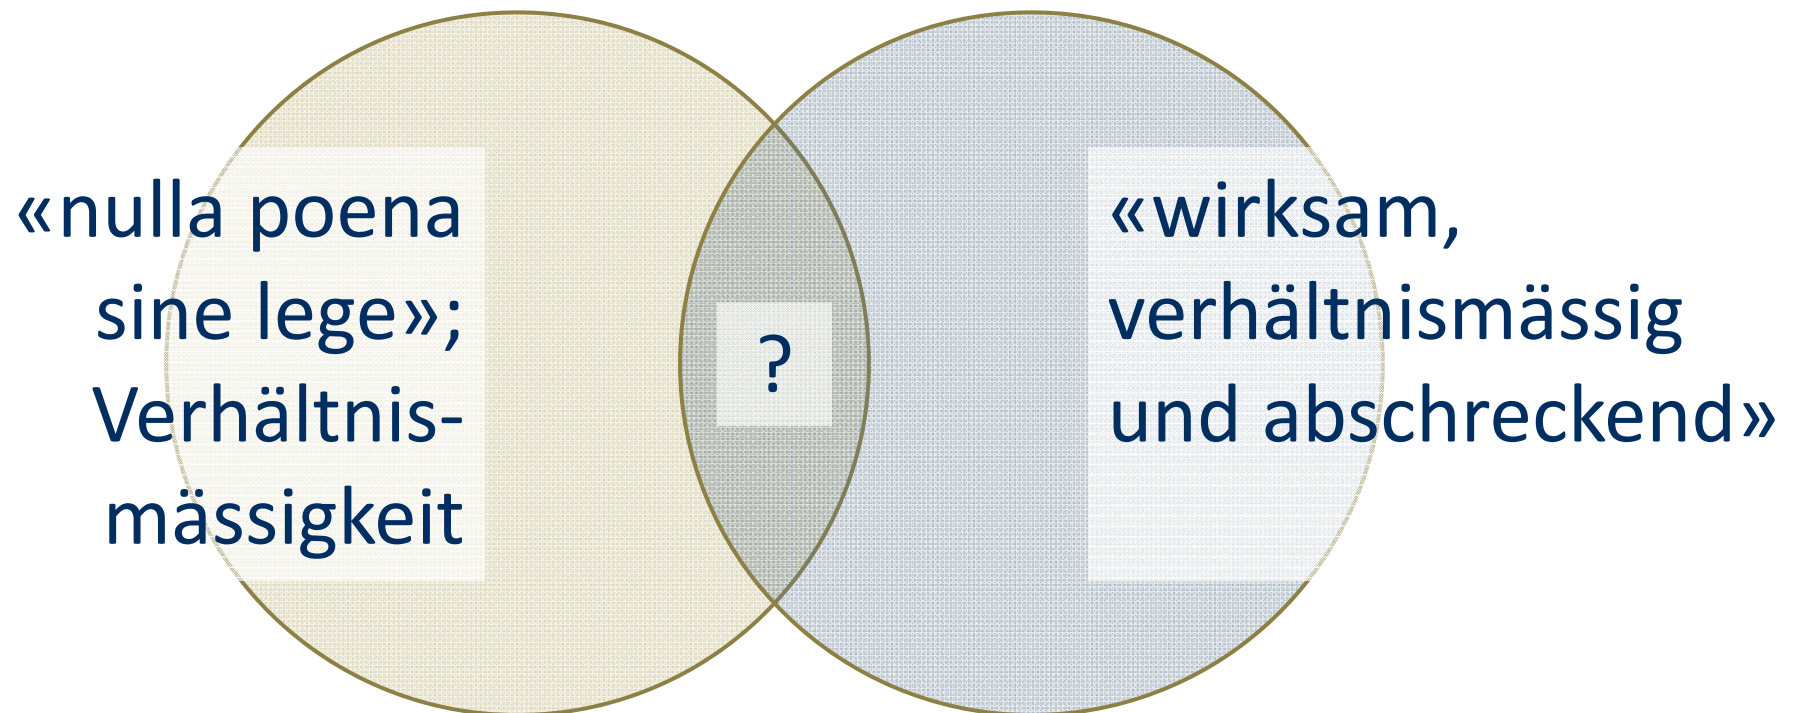 «nulla poena
sine lege»;
Verhältnis-
mässigkeit
?
«wirksam,
verhältnismässig
und abschreckend»